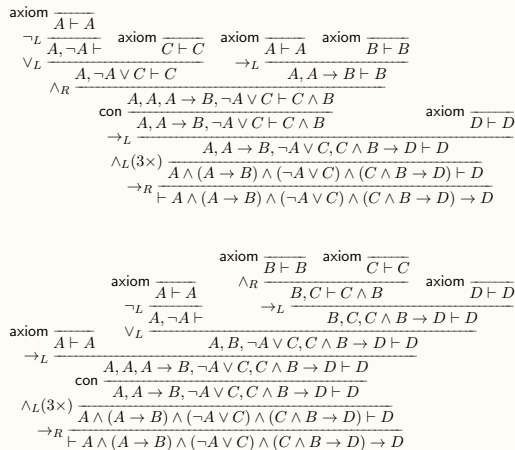 axiom A ⊢ A
¬L A, ¬A ⊢ axiom C ⊢ C axiom A ⊢ A axiom B ⊢ B
∨L A, ¬A ∨ C ⊢ C →L A, A → B ⊢ B
∧R A, A, A → B, ¬A ∨ C ⊢ C ∧ B
con A, A → B, ¬A ∨ C ⊢ C ∧ B axiom D ⊢ D
→L A, A → B, ¬A ∨ C, C ∧ B → D ⊢ D
∧L(3×) A ∧ (A → B) ∧ (¬A ∨ C) ∧ (C ∧ B → D) ⊢ D
→R ⊢ A ∧ (A → B) ∧ (¬A ∨ C) ∧ (C ∧ B → D) → D
axiom B ⊢ B axiom C ⊢ C
axiom A ⊢ A ∧R B, C ⊢ C ∧ B axiom D ⊢ D
¬L A, ¬A ⊢ →L B, C, C ∧ B → D ⊢ D
axiom A ⊢ A ∨L A, B, ¬A ∨ C, C ∧ B → D ⊢ D
→L A, A, A → B, ¬A ∨ C, C ∧ B → D ⊢ D
con A, A → B, ¬A ∨ C, C ∧ B → D ⊢ D
∧L(3×) A ∧ (A → B) ∧ (¬A ∨ C) ∧ (C ∧ B → D) ⊢ D
→R ⊢ A ∧ (A → B) ∧ (¬A ∨ C) ∧ (C ∧ B → D) → D